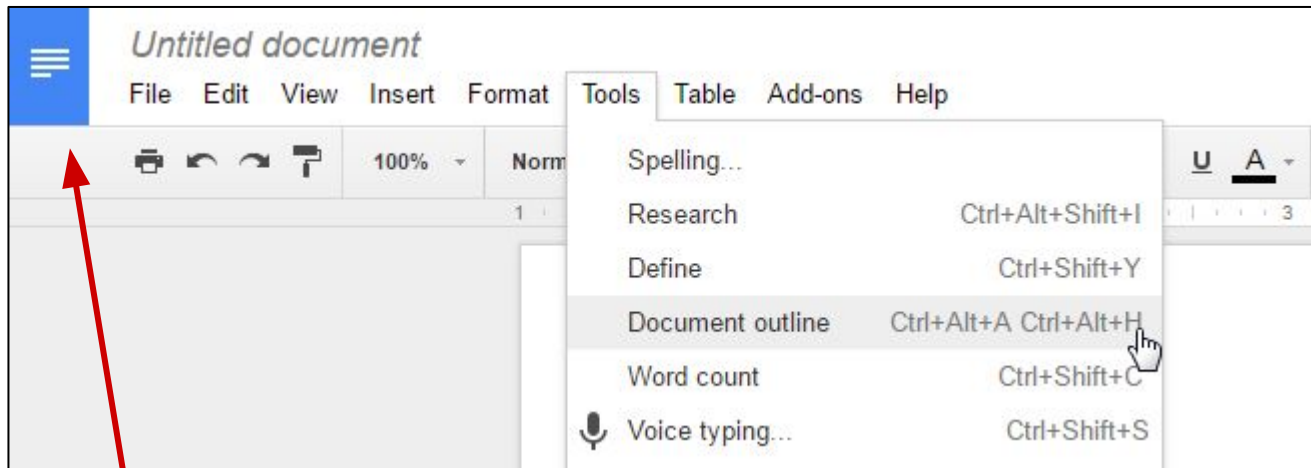 Untitled document
File Edit View Insert Format Tools Table Add-ons Help
100% Norm U A
1 3
Spelling...
Research Ctrl+Alt+Shift+I
Define Ctrl+Shift+Y
Document outline Ctrl+Alt+A Ctrl+Alt+H
Word count Ctrl+Shift+C
Voice typing... Ctrl+Shift+S